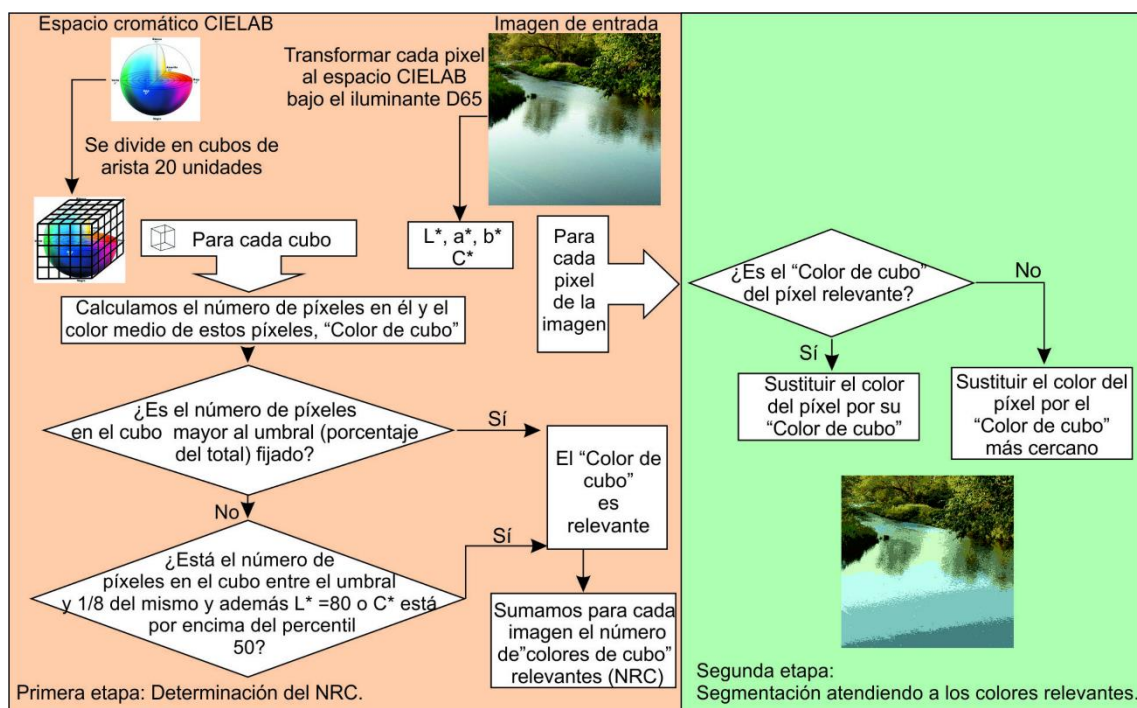 Espacio cromático CIELAB
Imagen de entrada
Transformar cada pixel
al espacio CIELAB
bajo el iluminante D65
Se divide en cubos de
arista 20 unidades
Para cada cubo
L*, a*, b*
C*
Para
cada
pixel
de la
imagen
Calculamos el número de píxeles en él y el
color medio de estos píxeles, “Color de cubo”
¿Es el número de píxeles
en el cubo mayor al umbral (porcentaje
del total) fijado?
Sí
No
El “Color de
cubo”
es
relevante
¿Está el número de
píxeles en el cubo entre el umbral
y 1/8 del mismo y además L* =80 o C* está
por encima del percentil
50?
Sí
Sumamos para cada
imagen el número
de”colores de cubo”
relevantes (NRC)
Primera etapa: Determinación del NRC.
¿Es el “Color de cubo”
del píxel relevante?
No
Sí
Sustituir el color
del píxel por su
“Color de cubo”
Sustituir el color del
píxel por el
“Color de cubo”
más cercano
Segunda etapa:
Segmentación atendiendo a los colores relevantes.